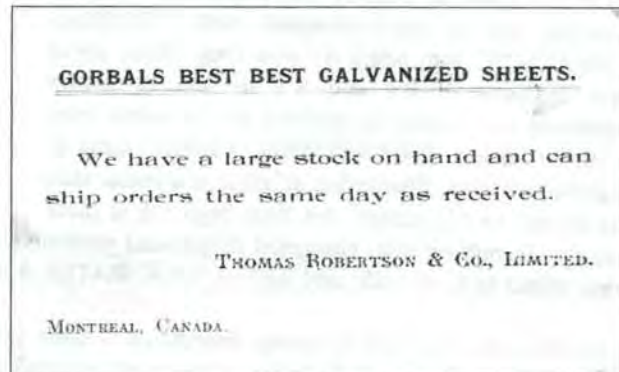 GORBALS BEST BEST GALVANIZED SHEETS.
We have a large stock on hand and can
ship orders the same day as received.
THOMAS ROBERTSON & CO., LIMITED.
MONTREAL, CANADA.